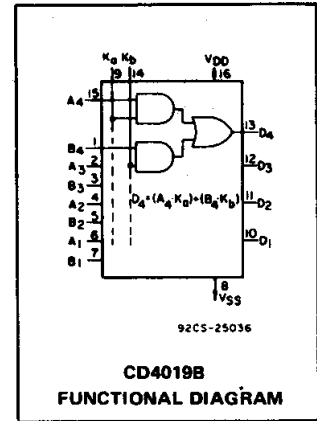 Ka Kb VDD
9 14 16
15
A4
13
D4
1
B4
12
D3
2
A3
3
B3
D4=(A4·Ka)+(B4·Kb)
11
D2
4
A2
5
B2
10
D1
6
A1
7
B1
8
VSS
92CS-25036
CD4019B
FUNCTIONAL DIAGRAM